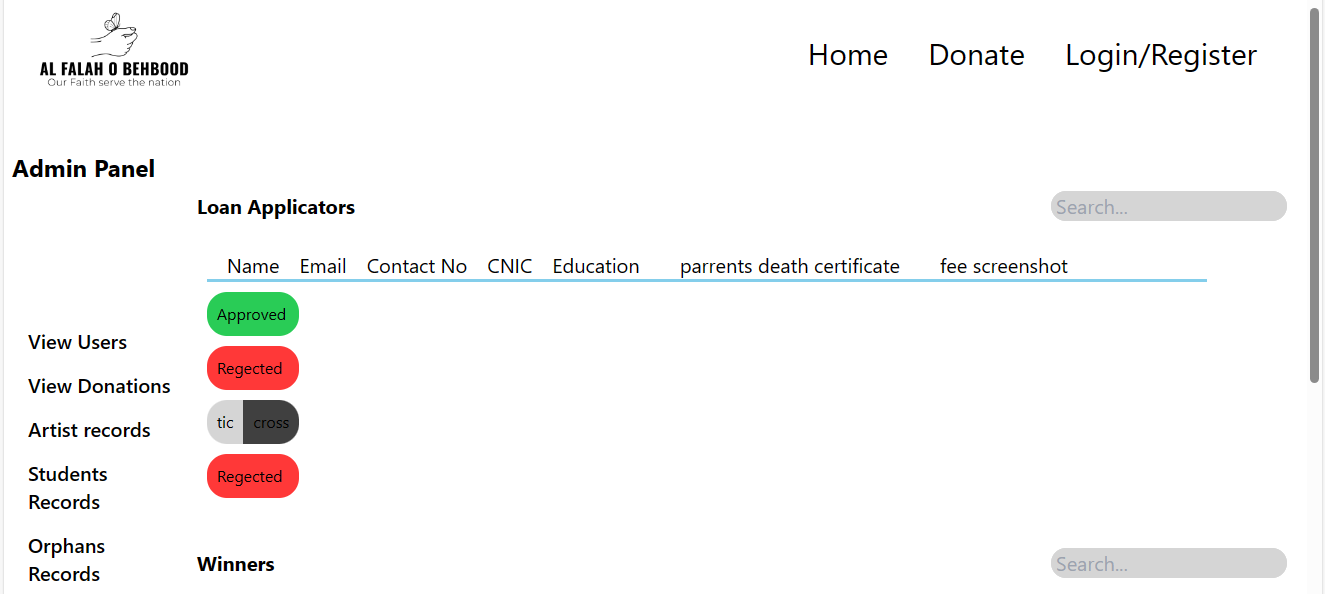 AL FALAH O BEHBOOD
Our Faith serve the nation
Home Donate Login/Register
Admin Panel
Loan Applicators
Search...
Name Email Contact No CNIC Education parrents death certificate fee screenshot
Approved
Regected
tic cross
Regected
View Users
View Donations
Artist records
Students
Records
Orphans
Records
Winners
Search...